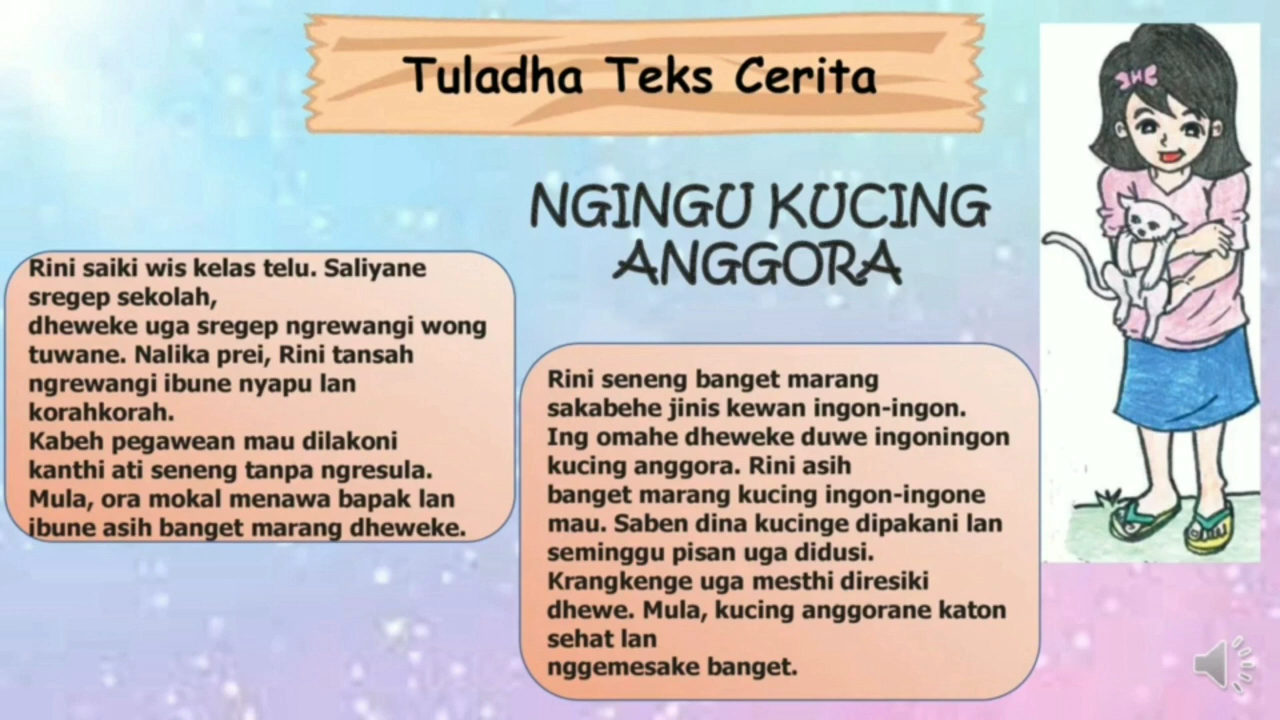 Tuladha Teks Cerita
NGINGU KUCING
ANGGORA
Rini saiki wis kelas telu. Saliyane
sregep sekolah,
dheweke uga sregep ngrewangi wong
tuwane. Nalika prei, Rini tansah
ngrewangi ibune nyapu lan
korahkorah.
Kabeh pegawean mau dilakoni
kanthi ati seneng tanpa ngresula.
Mula, ora mokal menawa bapak lan
ibune asih banget marang dheweke.
Rini seneng banget marang
sakabehe jinis kewan ingon-ingon.
Ing omahe dheweke duwe ingoningon
kucing anggora. Rini asih
banget marang kucing ingon-ingone
mau. Saben dina kucinge dipakani lan
seminggu pisan uga didusi.
Krangkenge uga mesthi diresiki
dhewe. Mula, kucing anggorane katon
sehat lan
nggemesake banget.